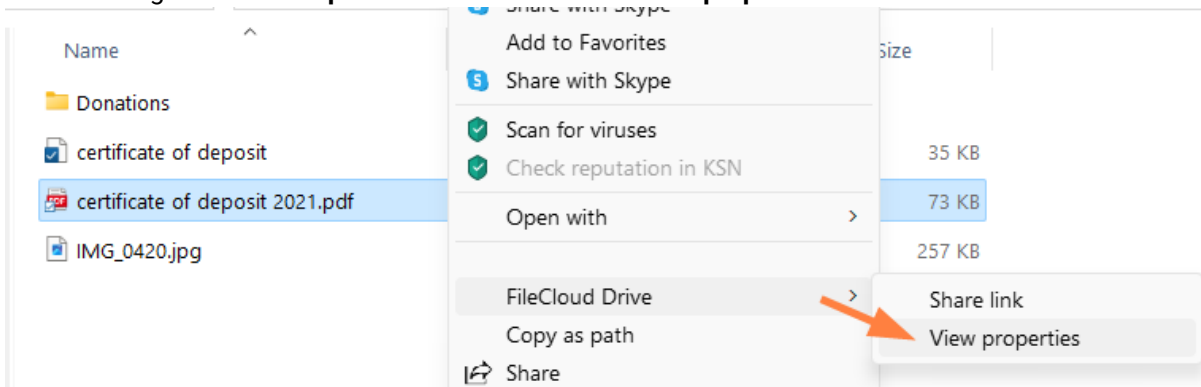 Share with Skype
Name
Size
Add to Favorites
Share with Skype
Donations
Scan for viruses
certificate of deposit
35 KB
Check reputation in KSN
certificate of deposit 2021.pdf
73 KB
Open with
IMG_0420.jpg
257 KB
FileCloud Drive
Share link
Copy as path
View properties
Share